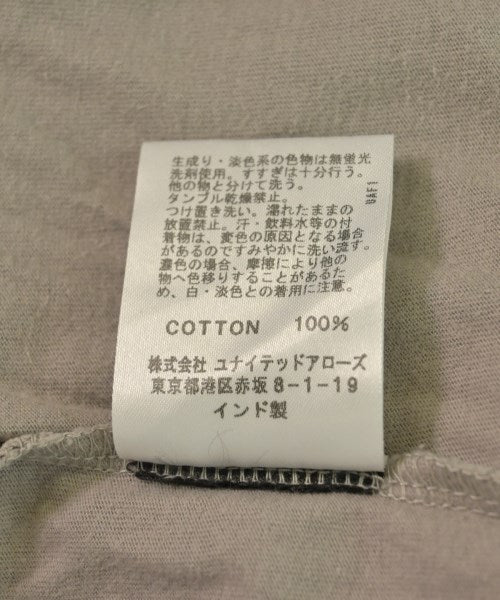 生成り・淡色系の色物は無蛍光
洗剤使用。すすぎは十分行う。
他の物と分けて洗う。
タンブル乾燥禁止。
つけ置き洗い。濡れたままの
放置禁止。汗・飲料水等の付
着物は、変色の原因となる場合
があるのですみやかに洗い流す。
濃色の場合、摩擦により他の
物へ色移りすることがあるた
め、白・淡色との着用に注意。
UAF1
COTTON 100%
株式会社 ユナイテッドアローズ
東京都港区赤坂 8-1-19
インド製